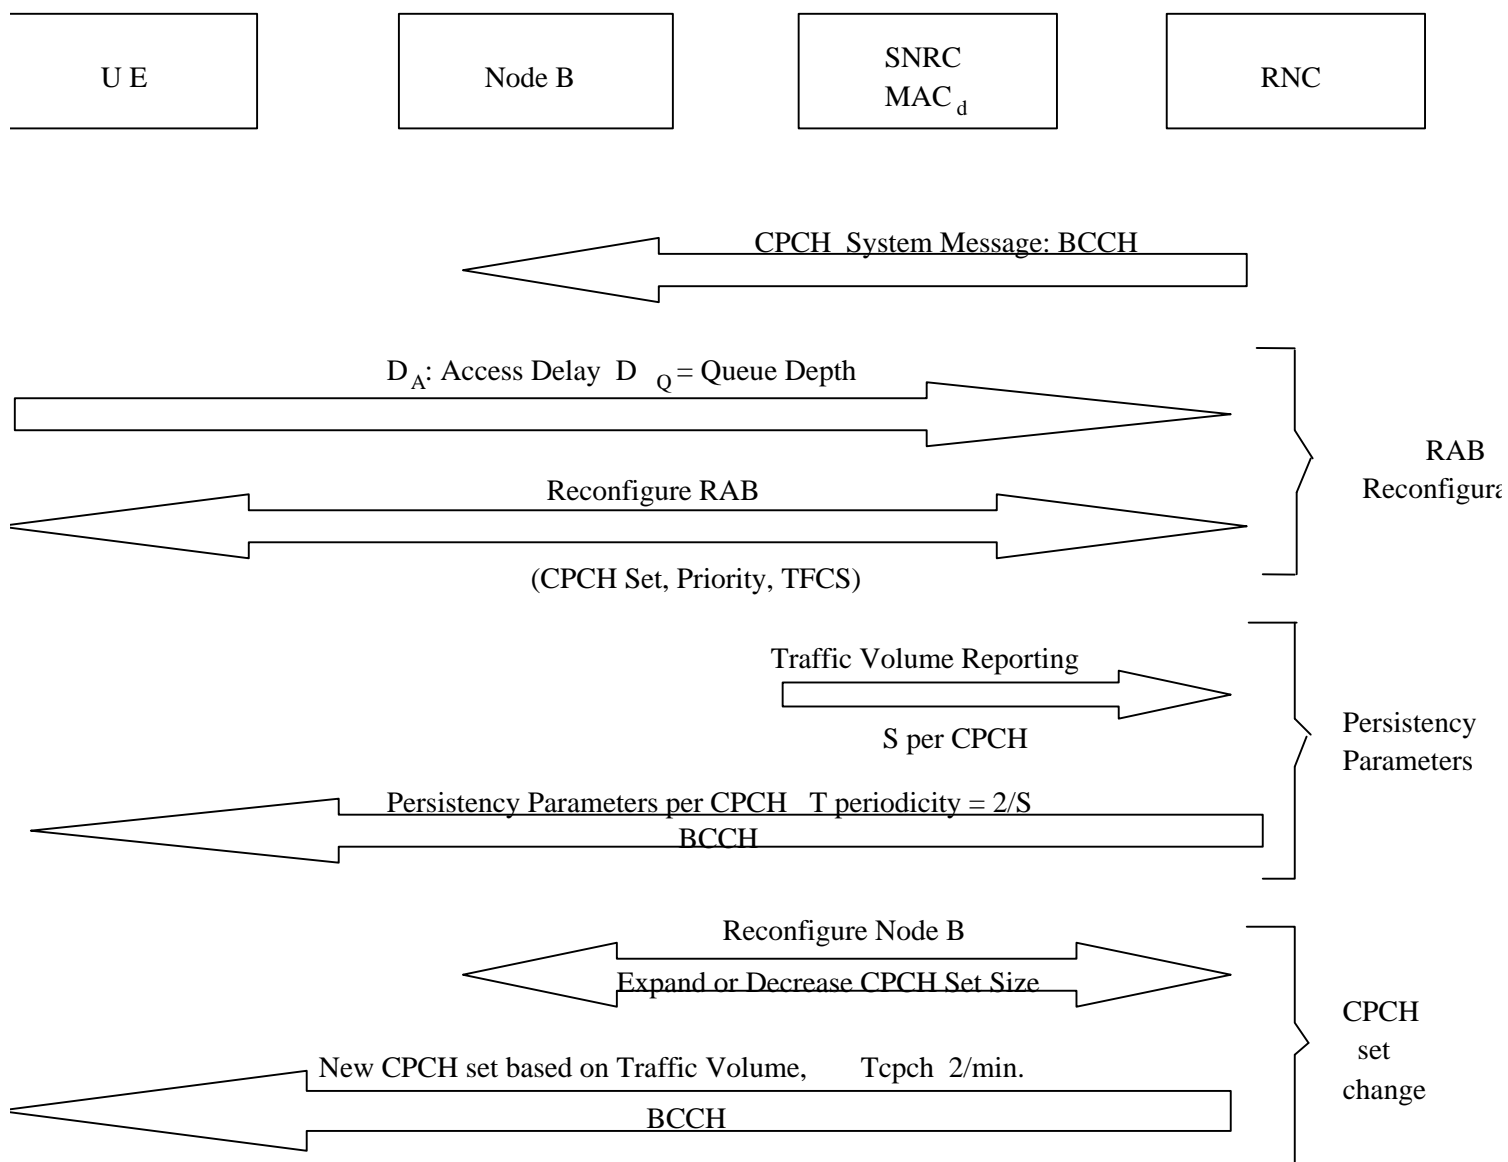 U E
Node B
SNRC
MAC d
RNC
CPCH System Message: BCCH
D A: Access Delay D Q = Queue Depth
Reconfigure RAB
(CPCH Set, Priority, TFCS)
RAB
Reconfigura
Traffic Volume Reporting
S per CPCH
Persistency Parameters per CPCH T periodicity = 2/S
BCCH
Persistency
Parameters
Reconfigure Node B
Expand or Decrease CPCH Set Size
New CPCH set based on Traffic Volume, Tcpch 2/min.
BCCH
CPCH
set
change